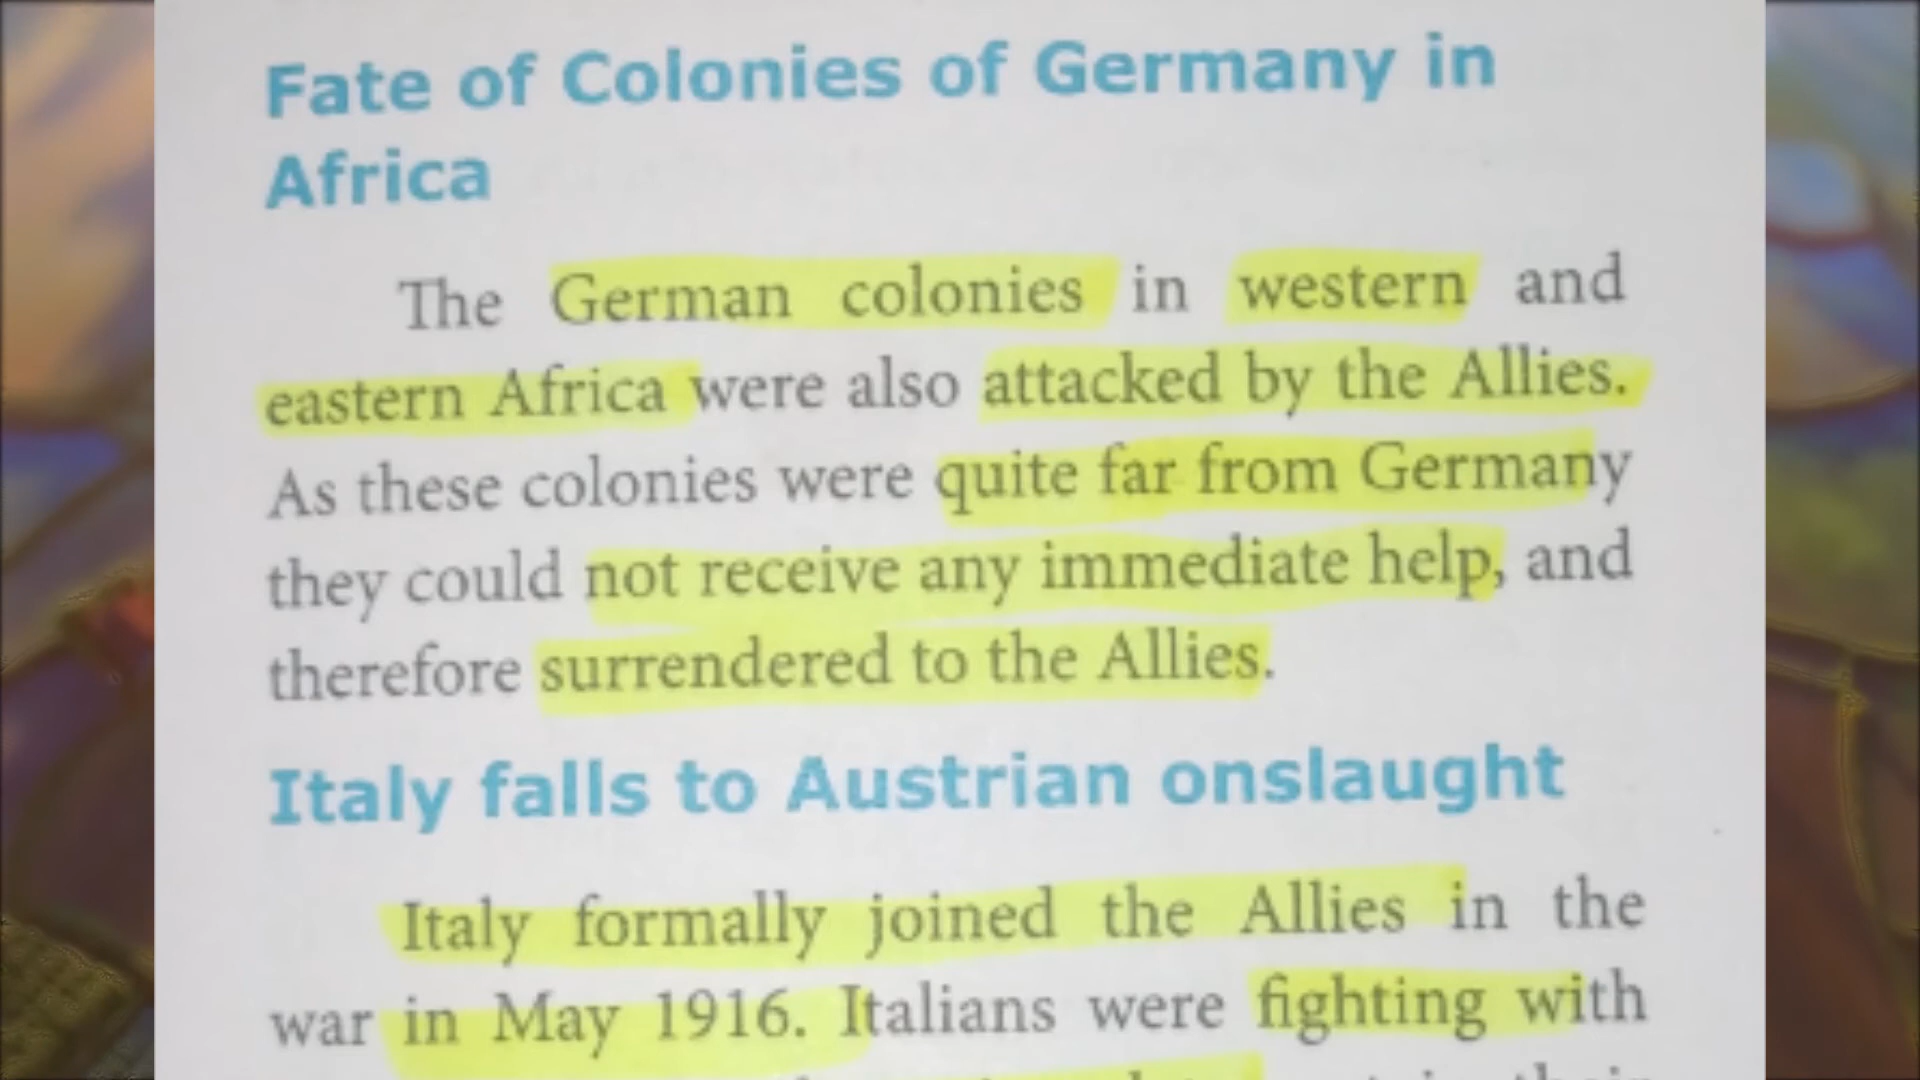 Fate of Colonies of Germany in
Africa
The German colonies in western and
eastern Africa were also attacked by the Allies.
As these colonies were quite far from Germany
they could not receive any immediate help, and
therefore surrendered to the Allies.
Italy falls to Austrian onslaught
Italy formally joined the Allies in the
war in May 1916. Italians were fighting with